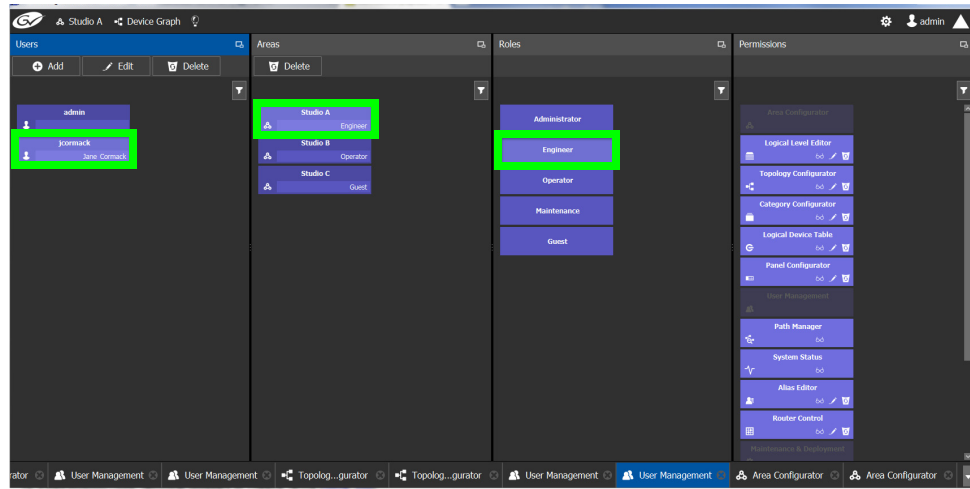 GV Studio A Device Graph admin
Users
Add Edit Delete
admin
jcormack
Jane Cormack
Areas
Delete
Studio A
Engineer
Studio B
Operator
Studio C
Guest
Roles
Administrator
Engineer
Operator
Maintenance
Guest
Permissions
Area Configurator
Logical Level Editor
Topology Configurator
Category Configurator
Logical Device Table
Panel Configurator
User Management
Path Manager
System Status
Alias Editor
Router Control
Maintenance & Deployment
rator User Management User Management Topolog...gurator Topolog...gurator User Management User Management Area Configurator Area Configurator